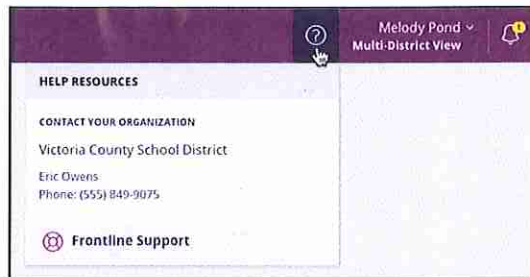 Melody Pond
Multi-District View
1
HELP RESOURCES
CONTACT YOUR ORGANIZATION
Victoria County School District
Eric Owens
Phone: (555) 849-9075
Frontline Support